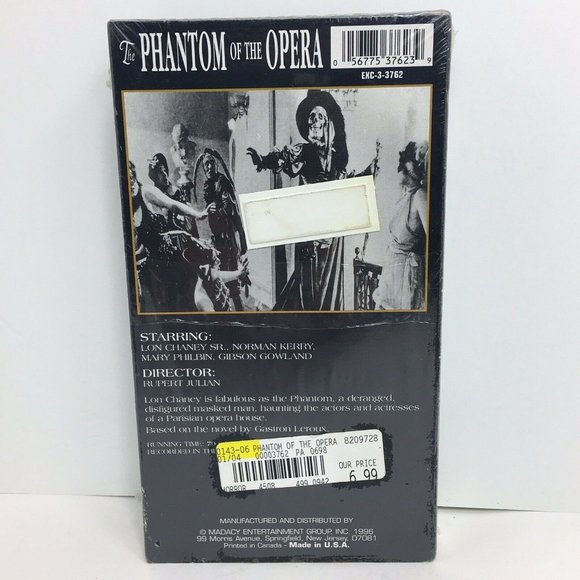 The PHANTOM OF THE OPERA
0 56775 37623 9
EXC-3-3762
STARRING:
LON CHANEY SR., NORMAN KERRY,
MARY PHILBIN, GIBSON GOWLAND
DIRECTOR:
RUPERT JULIAN
Lon Chaney is fabulous as the Phantom, a deranged,
disfigured masked man, haunting the actors and actresses
of a Parisian opera house.
Based on the novel by Gastron Leroux.
RUNNING TIME: 79
RECORDED IN THE
0143-06 PHANTOM OF THE OPERA 8209728
01/04 00003762 PA 0698
OUR PRICE
6.99
HORROR 4508 499 0942
MANUFACTURED AND DISTRIBUTED BY
© MADACY ENTERTAINMENT GROUP, INC. 1996
99 Morris Avenue, Springfield, New Jersey, 07081
Printed in Canada - Made in U.S.A.